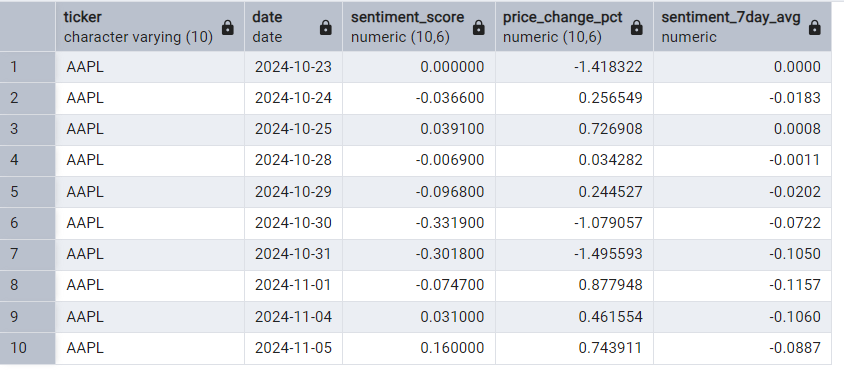 ticker date sentiment_score price_change_pct sentiment_7day_avg
character varying (10) date numeric (10,6) numeric (10,6) numeric
1 AAPL 2024-10-23 0.000000 -1.418322 0.0000
2 AAPL 2024-10-24 -0.036600 0.256549 -0.0183
3 AAPL 2024-10-25 0.039100 0.726908 0.0008
4 AAPL 2024-10-28 -0.006900 0.034282 -0.0011
5 AAPL 2024-10-29 -0.096800 0.244527 -0.0202
6 AAPL 2024-10-30 -0.331900 -1.079057 -0.0722
7 AAPL 2024-10-31 -0.301800 -1.495593 -0.1050
8 AAPL 2024-11-01 -0.074700 0.877948 -0.1157
9 AAPL 2024-11-04 0.031000 0.461554 -0.1060
10 AAPL 2024-11-05 0.160000 0.743911 -0.0887